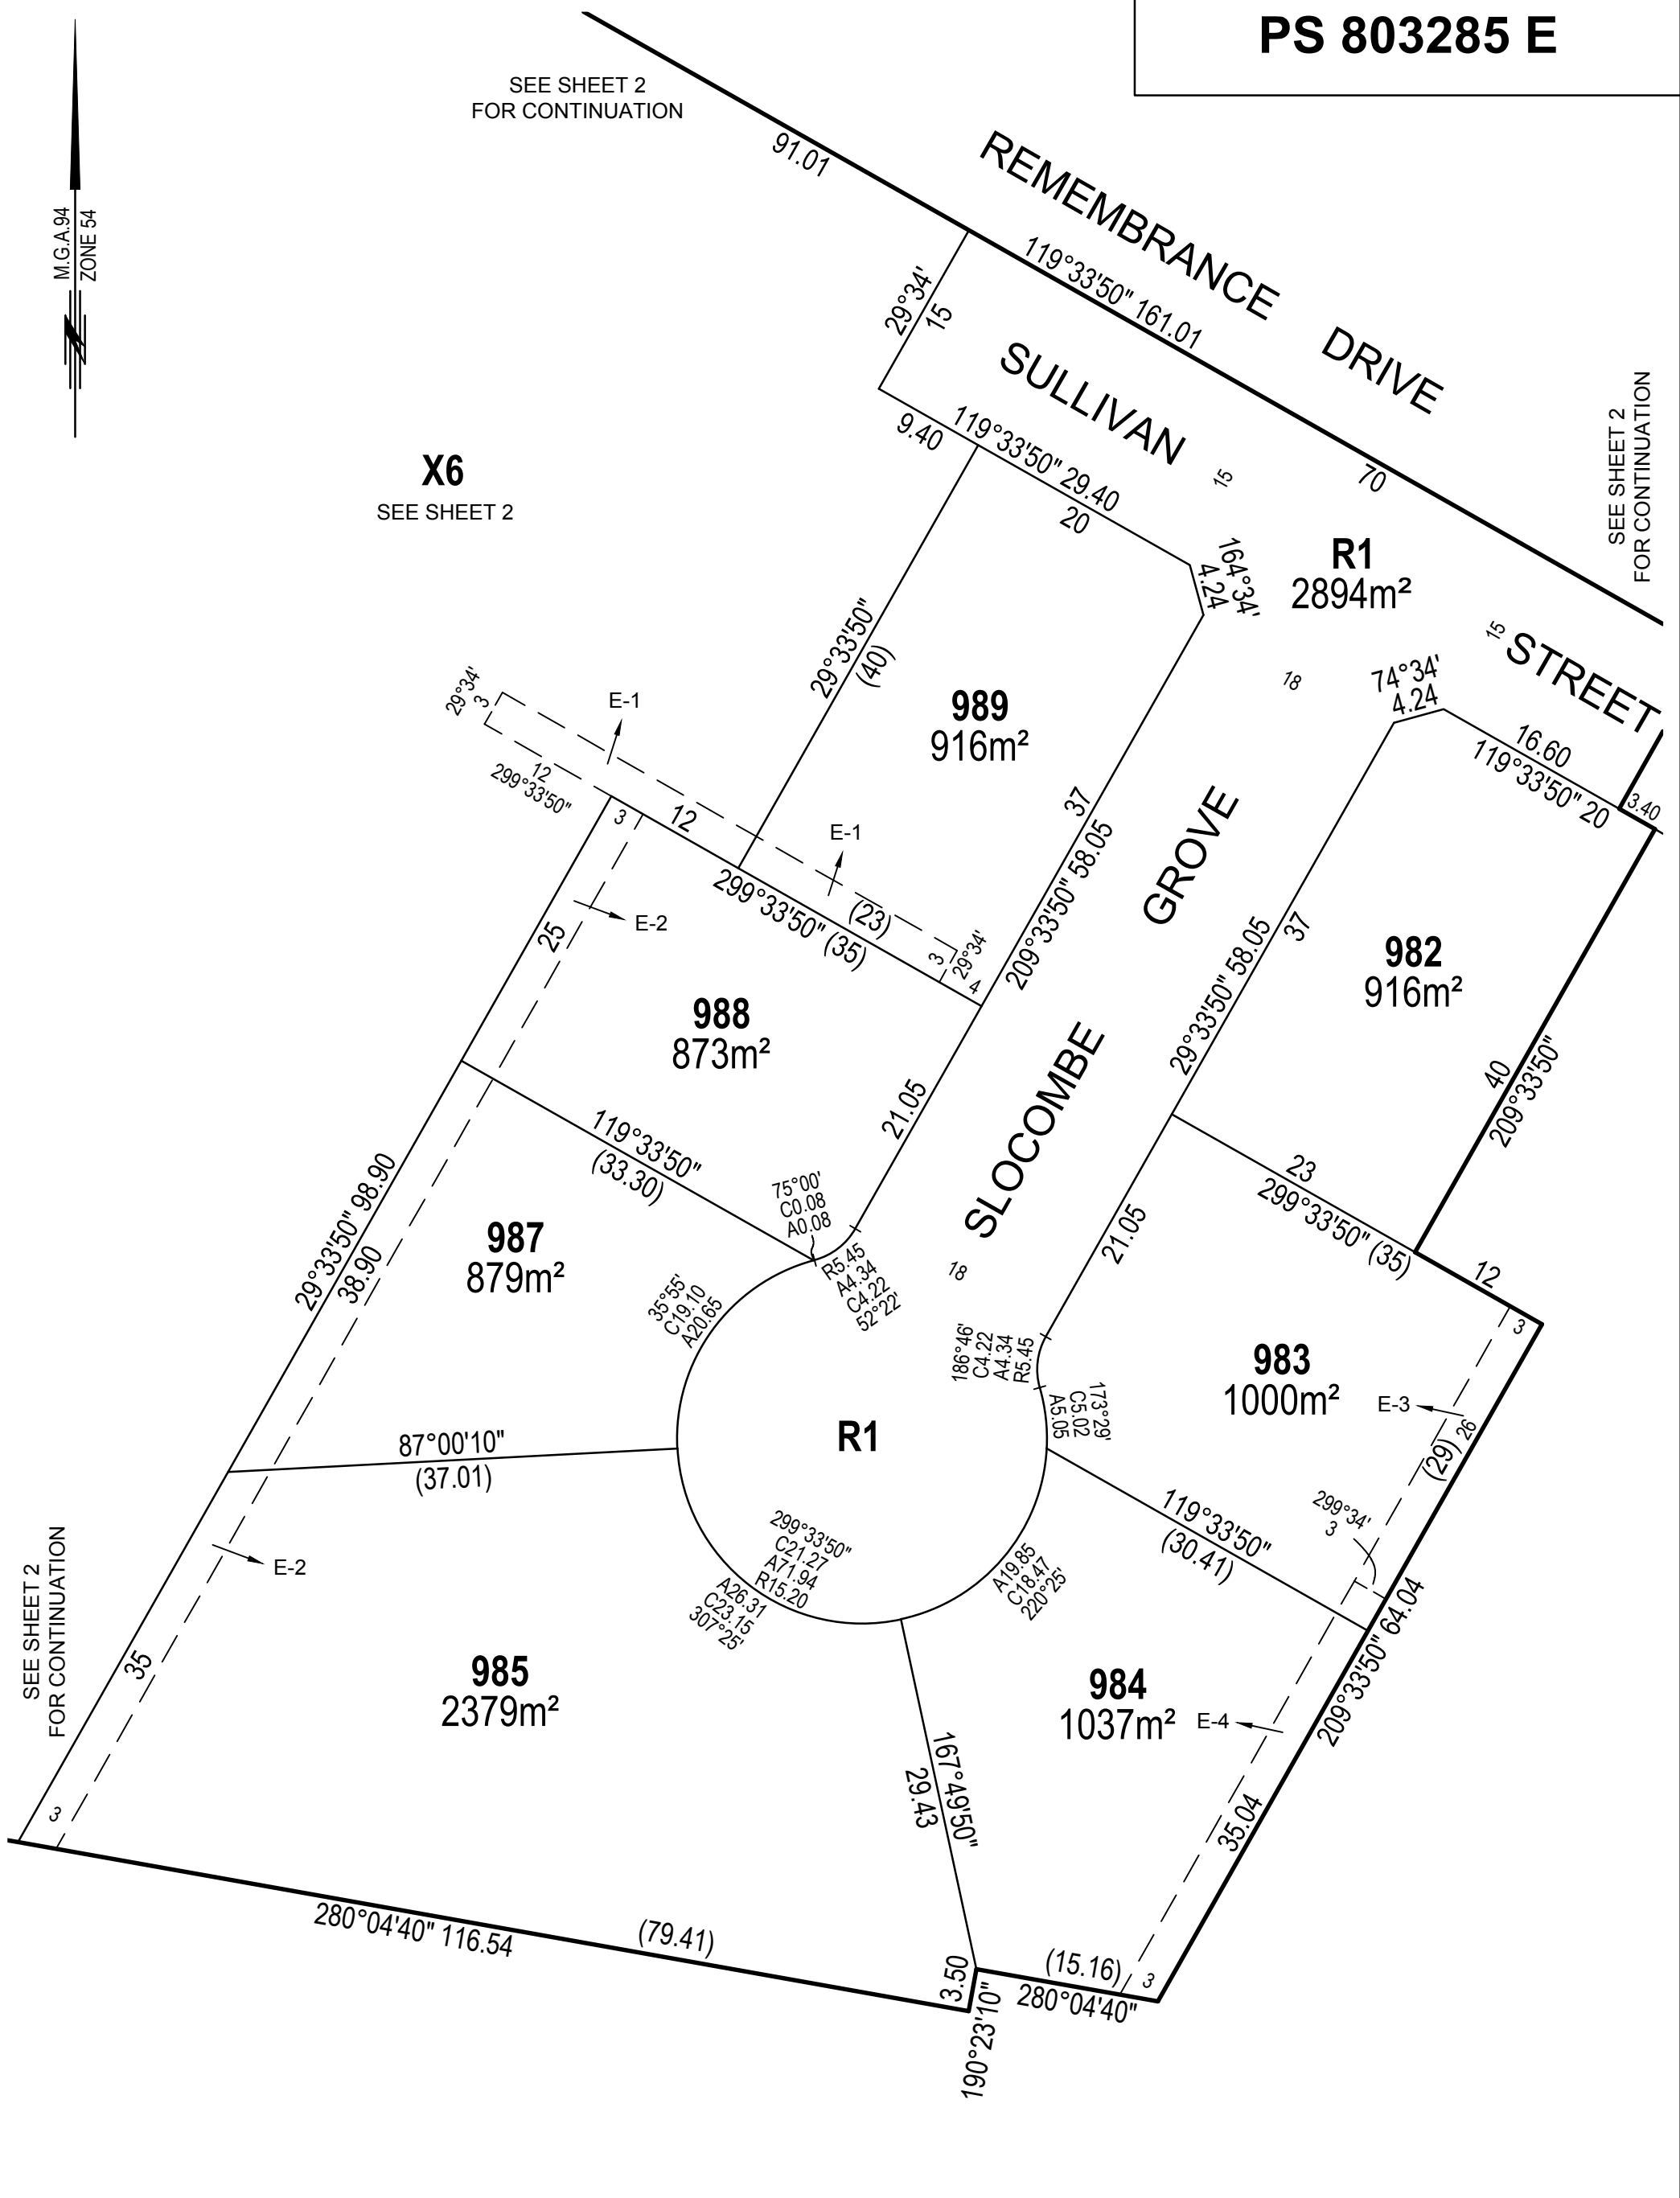 PS 803285 E
M.G.A.94
ZONE 54
SEE SHEET 2
FOR CONTINUATION
91.01
REMEMBRANCE DRIVE
119°33'50" 161.01
70
29°34'
15
SULLIVAN
15
SEE SHEET 2
FOR CONTINUATION
9.40
119°33'50" 29.40
20
X6
SEE SHEET 2
164°34'
4.24
R1
2894m²
15
STREET
18
74°34'
4.24
16.60
119°33'50" 20
3.40
29°33'50"
(40)
989
916m²
29°34'
3
E-1
12
299°33'50"
3
12
E-1
299°33'50" (35)
(23)
3
29°34'
4
37
209°33'50" 58.05
GROVE
29°33'50" 58.05
37
982
916m²
40
209°33'50"
25
E-2
988
873m²
21.05
SLOCOMBE
119°33'50"
(33.30)
75°00'
C0.08
A0.08
R5.45
A4.34
C4.22
52°22'
18
21.05
23
299°33'50" (35)
12
3
29°33'50" 98.90
38.90
987
879m²
35°55'
C19.10
A20.65
186°46'
C4.22
A4.34
R5.45
173°29'
C5.02
A5.05
983
1000m²
E-3
(29)
26
R1
87°00'10"
(37.01)
119°33'50"
(30.41)
299°34'
3
299°33'50"
C21.27
A71.94
R15.20
A26.31
C23.15
307°25'
A19.85
C18.47
220°25'
SEE SHEET 2
FOR CONTINUATION
E-2
35
985
2379m²
3
984
1037m²
E-4
209°33'50" 64.04
35.04
167°49'50"
29.43
280°04'40" 116.54
(79.41)
3.50
190°23'10"
(15.16)
3
280°04'40"